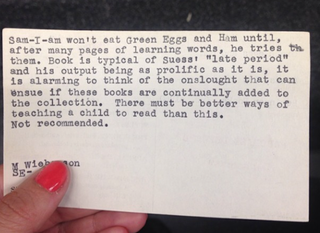 Sam-I-am won't eat Green Eggs and Ham until,
after many pages of learning words, he tries
them. Book is typical of Suess' "late period"
and his output being as prolific as it is, it
is alarming to think of the onslaught that can
ensue if these books are continually added to
the collection. There must be better ways of
teaching a child to read than this.
Not recommended.
M
SE-